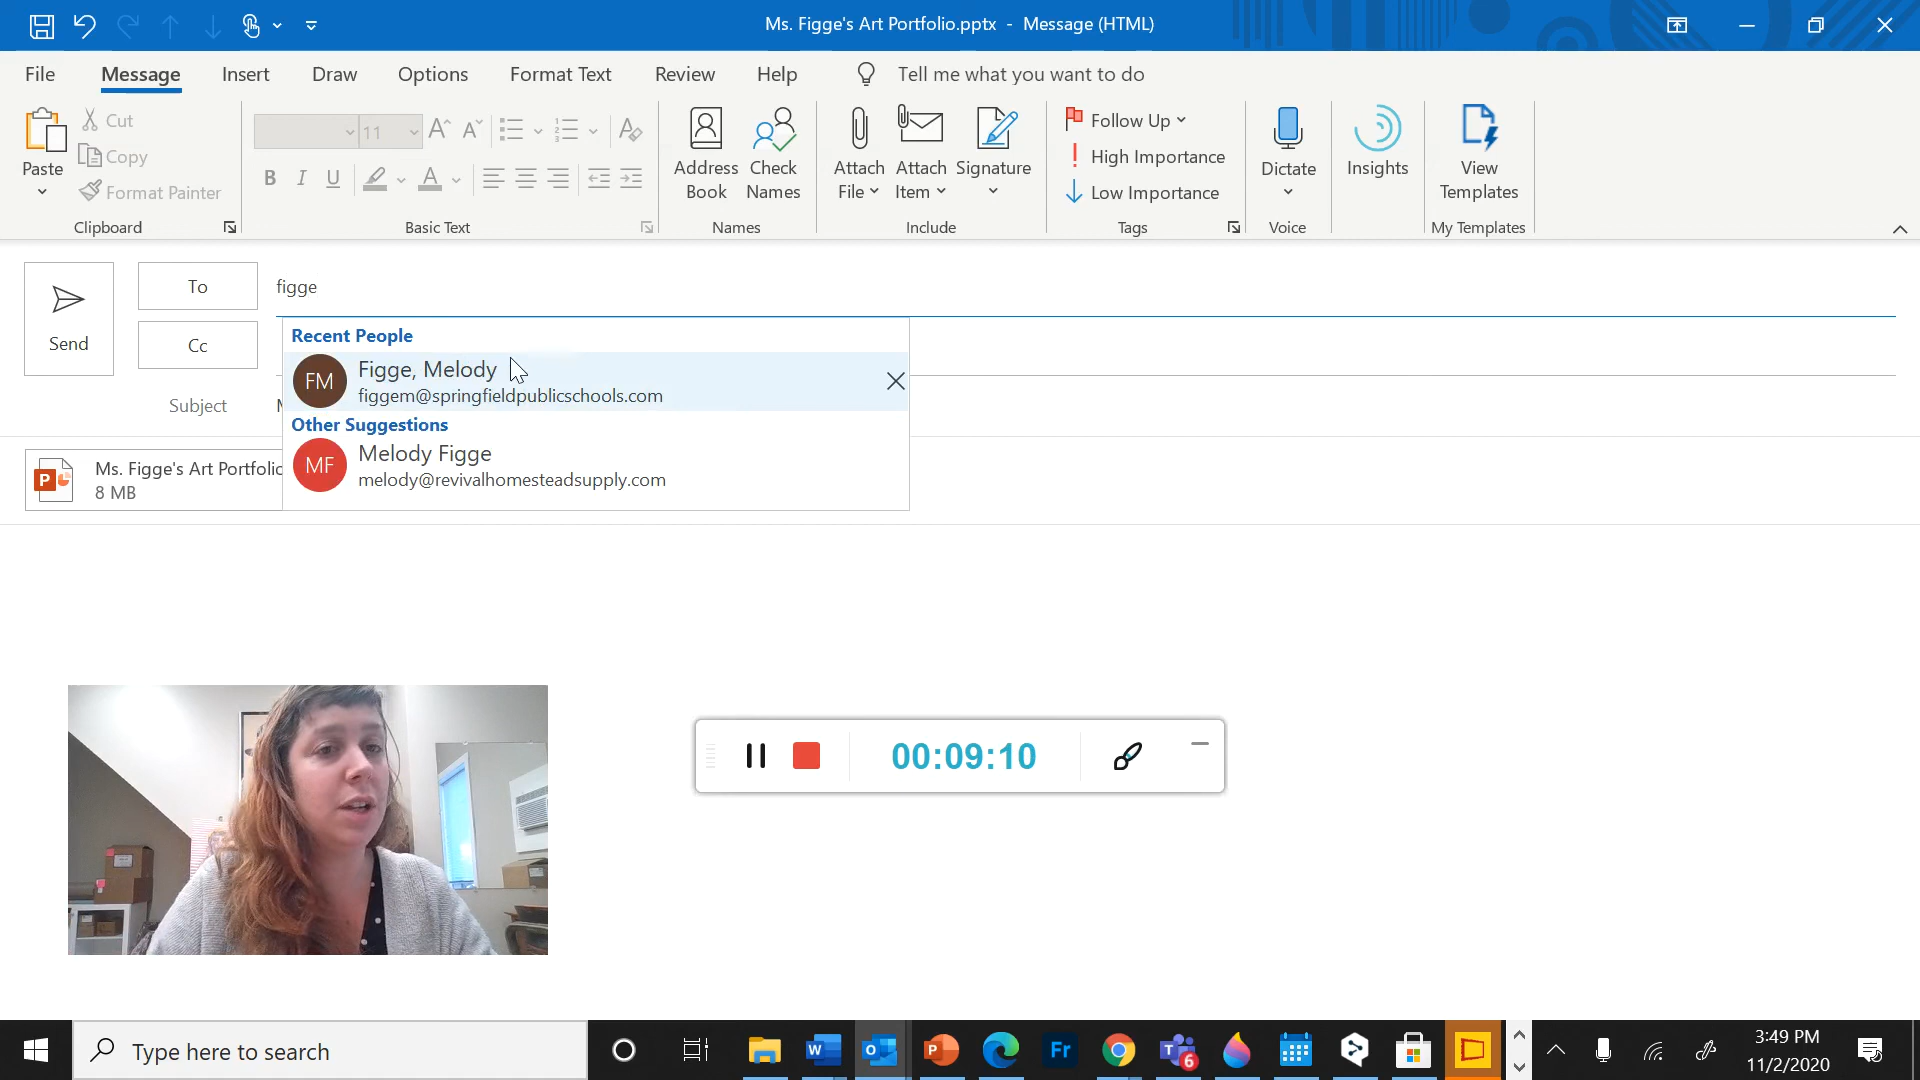 Ms. Figge's Art Portfolio.pptx - Message (HTML)
File Message Insert Draw Options Format Text Review Help Tell me what you want to do
Paste
Cut
Copy
Format Painter
Clipboard
11
B I U A
Basic Text
Address Book
Check Names
Names
Attach File
Attach Item
Signature
Include
Follow Up
High Importance
Low Importance
Tags
Dictate
Voice
Insights
View Templates
My Templates
Send
To
figge
Cc
Subject
Recent People
FM
Figge, Melody
figgem@springfieldpublicschools.com
Other Suggestions
MF
Melody Figge
melody@revivalhomesteadsupply.com
P
Ms. Figge's Art Portfolio
8 MB
00:09:10
Type here to search
Fr
6
3:49 PM
11/2/2020